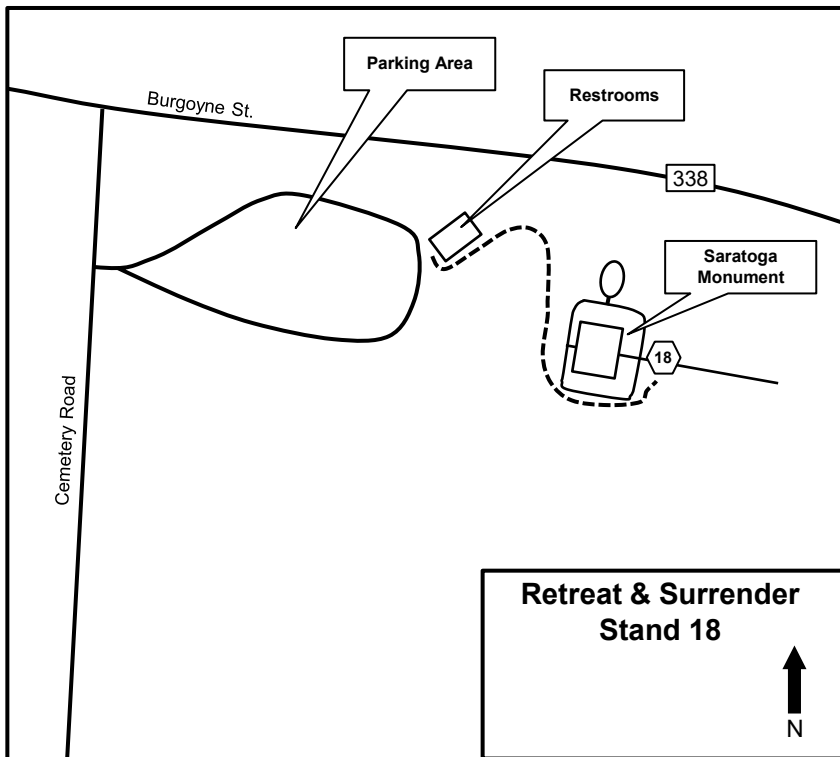 Parking Area
Burgoyne St.
Restrooms
338
Saratoga
Monument
18
Cemetery Road
Retreat & Surrender
Stand 18
N